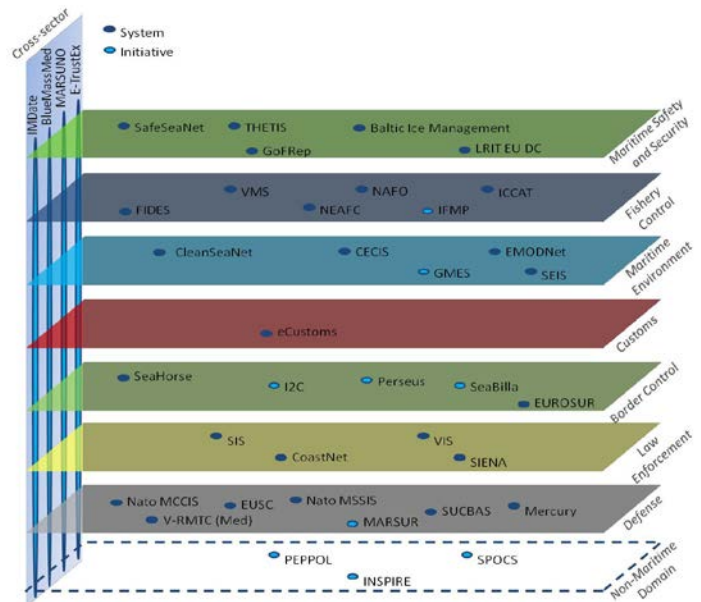 Cross-sector
System
Initiative
IMDate
BlueMassMed
MARSUNO
E-TrustEx
SafeSeaNet
THETIS
Baltic Ice Management
GoFRep
LRIT EU DC
Maritime Safety
and Security
VMS
NAFO
ICCAT
FIDES
NEAFC
IFMP
Fishery
Control
CleanSeaNet
CECIS
EMODNet
GMES
SEIS
Maritime
Environment
eCustoms
Customs
SeaHorse
I2C
Perseus
SeaBilla
EUROSUR
Border Control
SIS
VIS
CoastNet
SIENA
Law
Enforcement
Nato MCCIS
EUSC
Nato MSSIS
SUCBAS
Mercury
V-RMTC (Med)
MARSUR
Defense
PEPPOL
SPOCS
INSPIRE
Non-Maritime
Domain